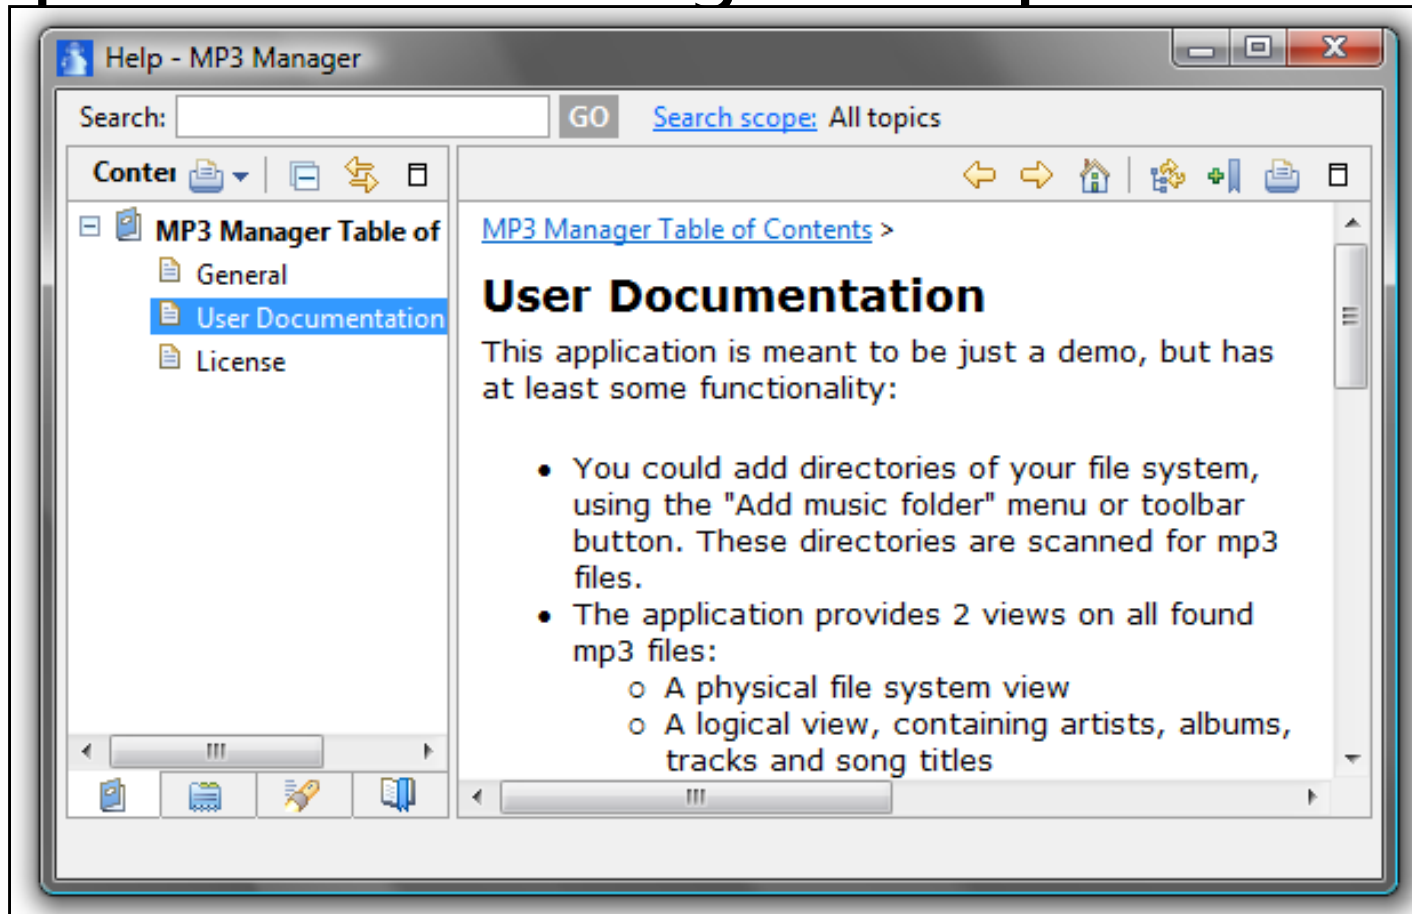 Help - MP3 Manager
Search:
GO
Search scope: All topics
Conter
MP3 Manager Table of
General
User Documentation
License
MP3 Manager Table of Contents >
User Documentation
This application is meant to be just a demo, but has
at least some functionality:
• You could add directories of your file system,
using the "Add music folder" menu or toolbar
button. These directories are scanned for mp3
files.
• The application provides 2 views on all found
mp3 files:
o A physical file system view
o A logical view, containing artists, albums,
tracks and song titles